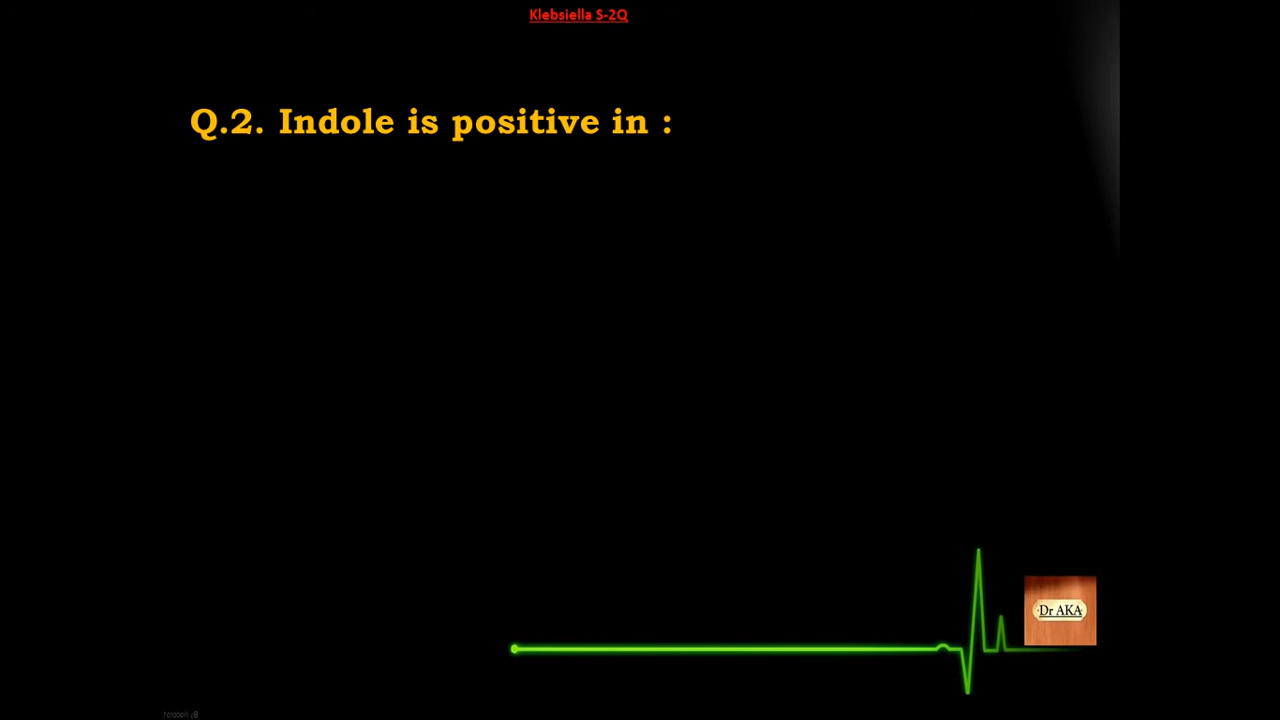 Klebsiella S-2Q
Q.2. Indole is positive in :
Dr AKA